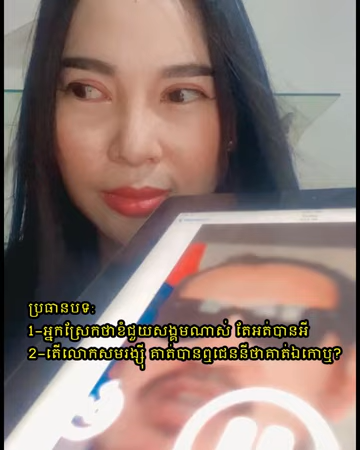 ប្រធានបទ:
1-អ្នកស្រែកថាខំជួយសង្គមណាស់ តែអត់បានអី
2-តើលោកសមរង្ស៊ី គាត់បានឮជេននីថាគាត់ឯកោឬ?